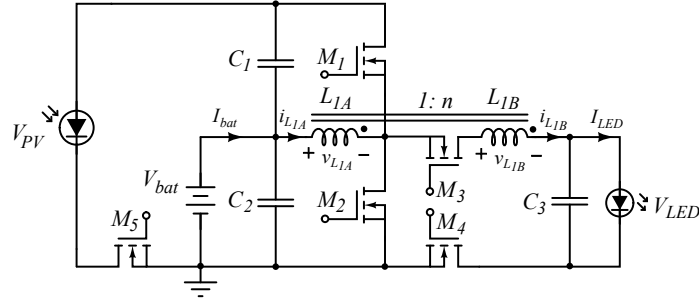 M1
C1
L1A
1: n
L1B
Ibat
iL1A
iL1B
ILED
VPV
+ vL1A −
+ vL1B −
Vbat
M3
C2
M2
C3
VLED
M5
M4